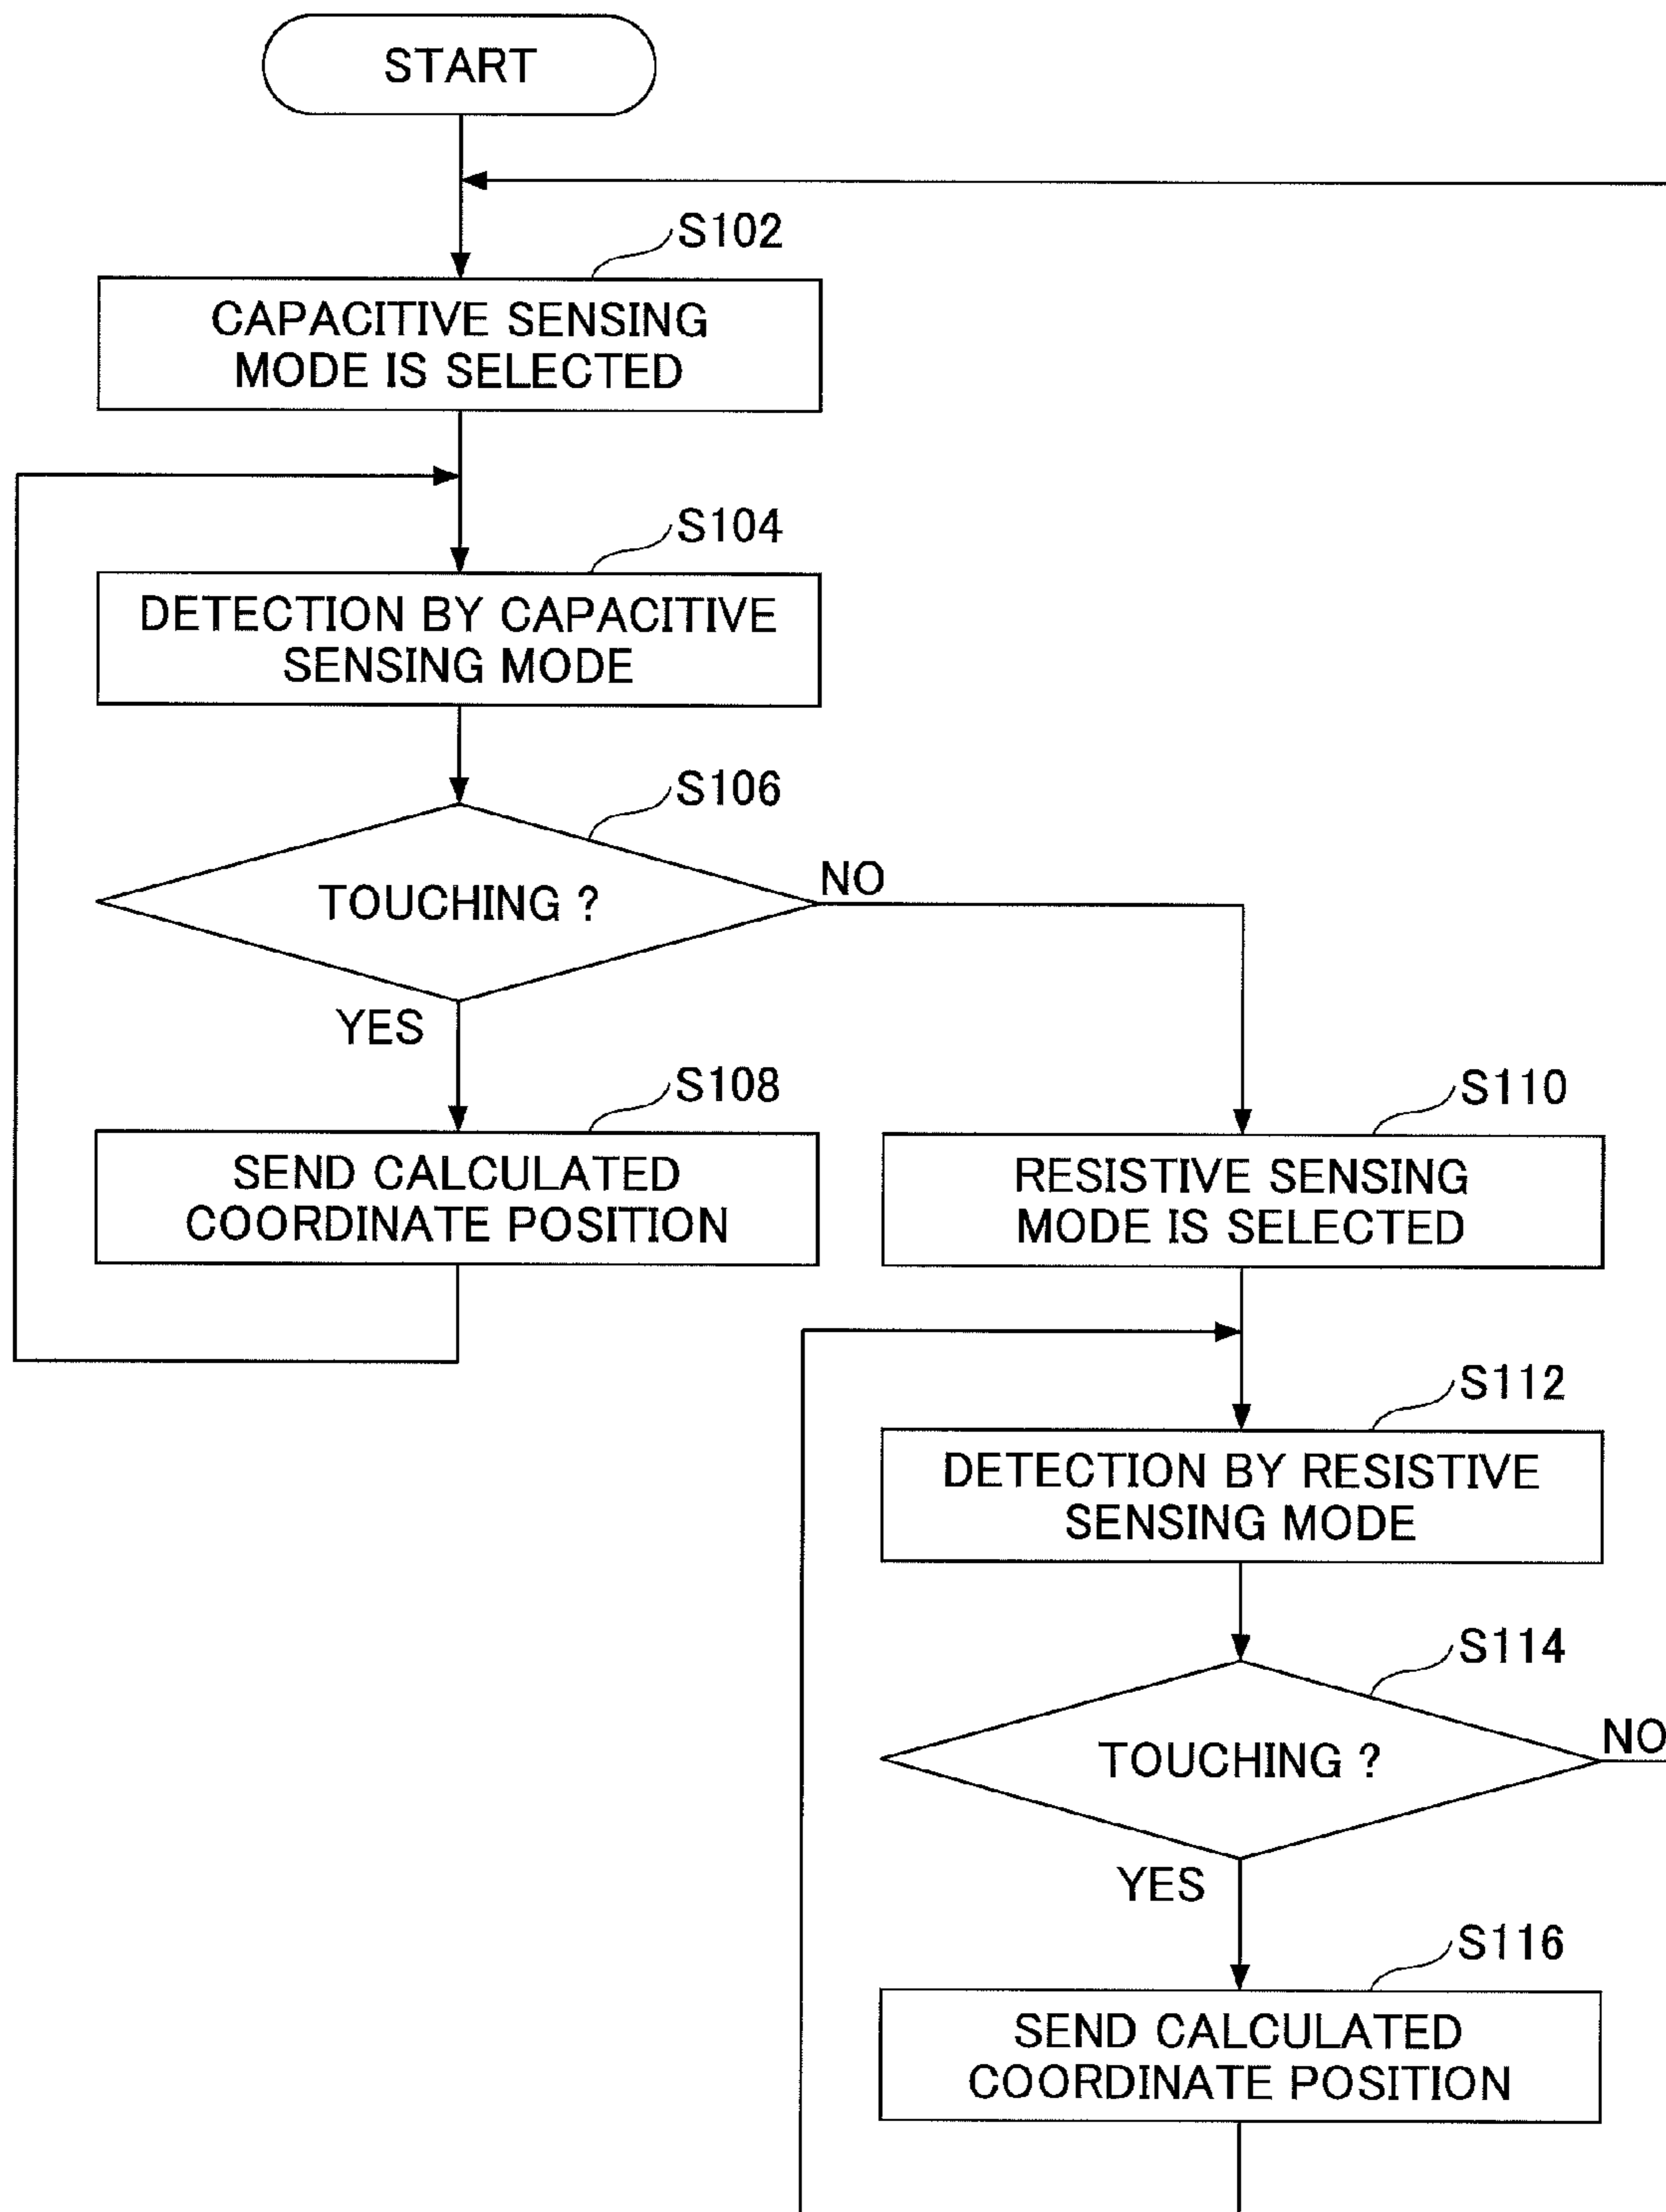 START
S102
CAPACITIVE SENSING
MODE IS SELECTED
S104
DETECTION BY CAPACITIVE
SENSING MODE
S106
TOUCHING ?
NO
YES
S108
SEND CALCULATED
COORDINATE POSITION
S110
RESISTIVE SENSING
MODE IS SELECTED
S112
DETECTION BY RESISTIVE
SENSING MODE
S114
TOUCHING ?
NO
YES
S116
SEND CALCULATED
COORDINATE POSITION